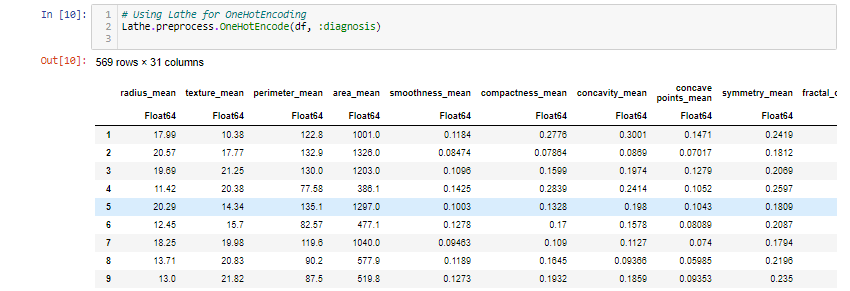 In [10]:
1 # Using Lathe for OneHotEncoding
2 Lathe.preprocess.OneHotEncode(df, :diagnosis)
3
Out[10]: 569 rows × 31 columns
radius_mean texture_mean perimeter_mean area_mean smoothness_mean compactness_mean concavity_mean concave points_mean symmetry_mean fractal_
Float64 Float64 Float64 Float64 Float64 Float64 Float64 Float64 Float64
1 17.99 10.38 122.8 1001.0 0.1184 0.2776 0.3001 0.1471 0.2419
2 20.57 17.77 132.9 1326.0 0.08474 0.07864 0.0869 0.07017 0.1812
3 19.69 21.25 130.0 1203.0 0.1096 0.1599 0.1974 0.1279 0.2069
4 11.42 20.38 77.58 386.1 0.1425 0.2839 0.2414 0.1052 0.2597
5 20.29 14.34 135.1 1297.0 0.1003 0.1328 0.198 0.1043 0.1809
6 12.45 15.7 82.57 477.1 0.1278 0.17 0.1578 0.08089 0.2087
7 18.25 19.98 119.6 1040.0 0.09463 0.109 0.1127 0.074 0.1794
8 13.71 20.83 90.2 577.9 0.1189 0.1645 0.09366 0.05985 0.2196
9 13.0 21.82 87.5 519.8 0.1273 0.1932 0.1859 0.09353 0.235